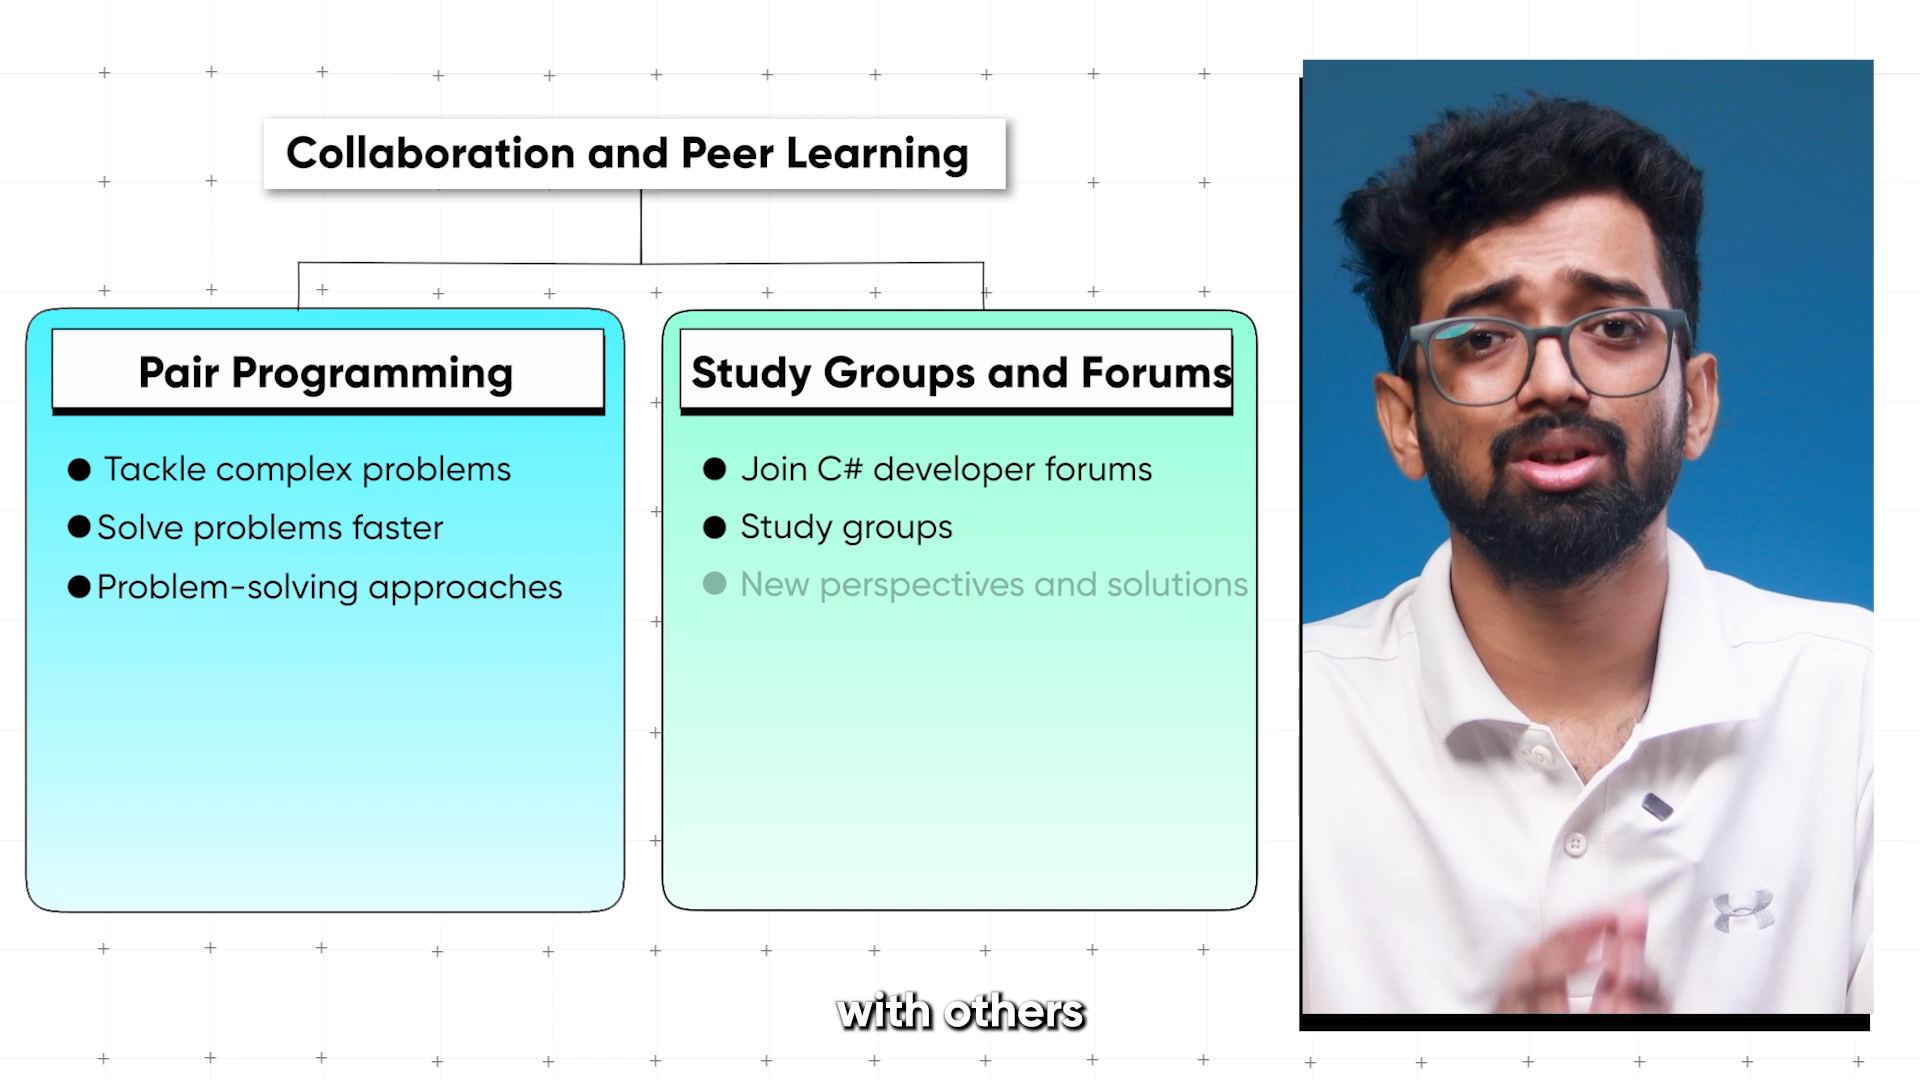 Collaboration and Peer Learning
Pair Programming
Tackle complex problems
Solve problems faster
Problem-solving approaches
Study Groups and Forums
Join C# developer forums
Study groups
New perspectives and solutions
with others